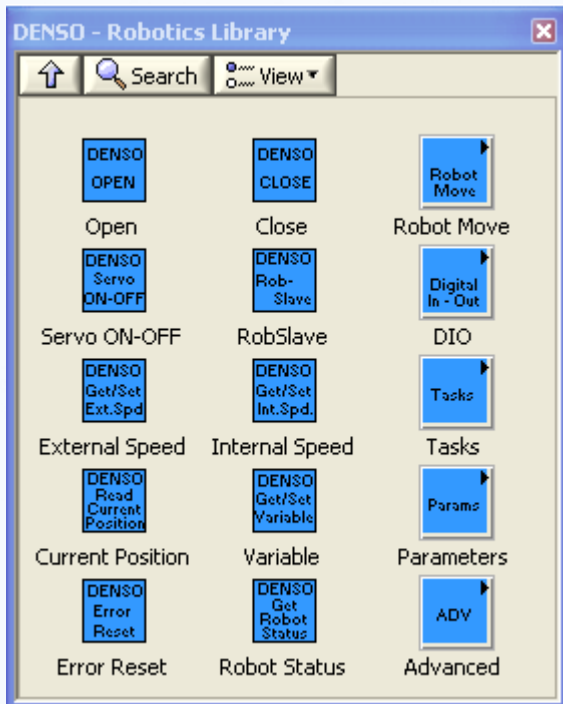 DENSO - Robotics Library
Search View
DENSO
OPEN
DENSO
CLOSE
Robot
Move
Open Close Robot Move
DENSO
Servo
ON-OFF
DENSO
Rob-
Slave
Digital
In - Out
Servo ON-OFF RobSlave DIO
DENSO
Get/Set
Ext.Spd
DENSO
Get/Set
Int.Spd.
Tasks
External Speed Internal Speed Tasks
DENSO
Read
Current
Position
DENSO
Get/Set
Variable
Params
Current Position Variable Parameters
DENSO
Error
Reset
DENSO
Get
Robot
Status
ADV
Error Reset Robot Status Advanced